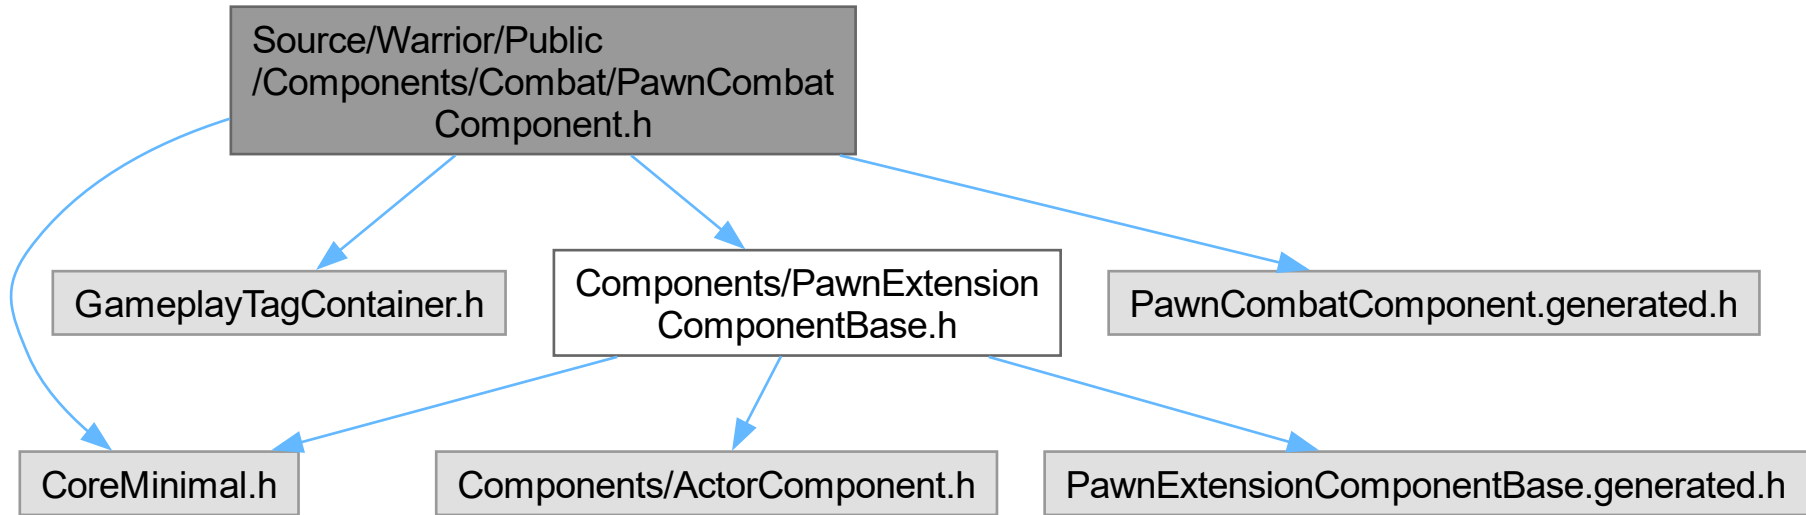 Source/Warrior/Public
/Components/Combat/PawnCombat
Component.h
GameplayTagContainer.h
Components/PawnExtension
ComponentBase.h
PawnCombatComponent.generated.h
CoreMinimal.h
Components/ActorComponent.h
PawnExtensionComponentBase.generated.h